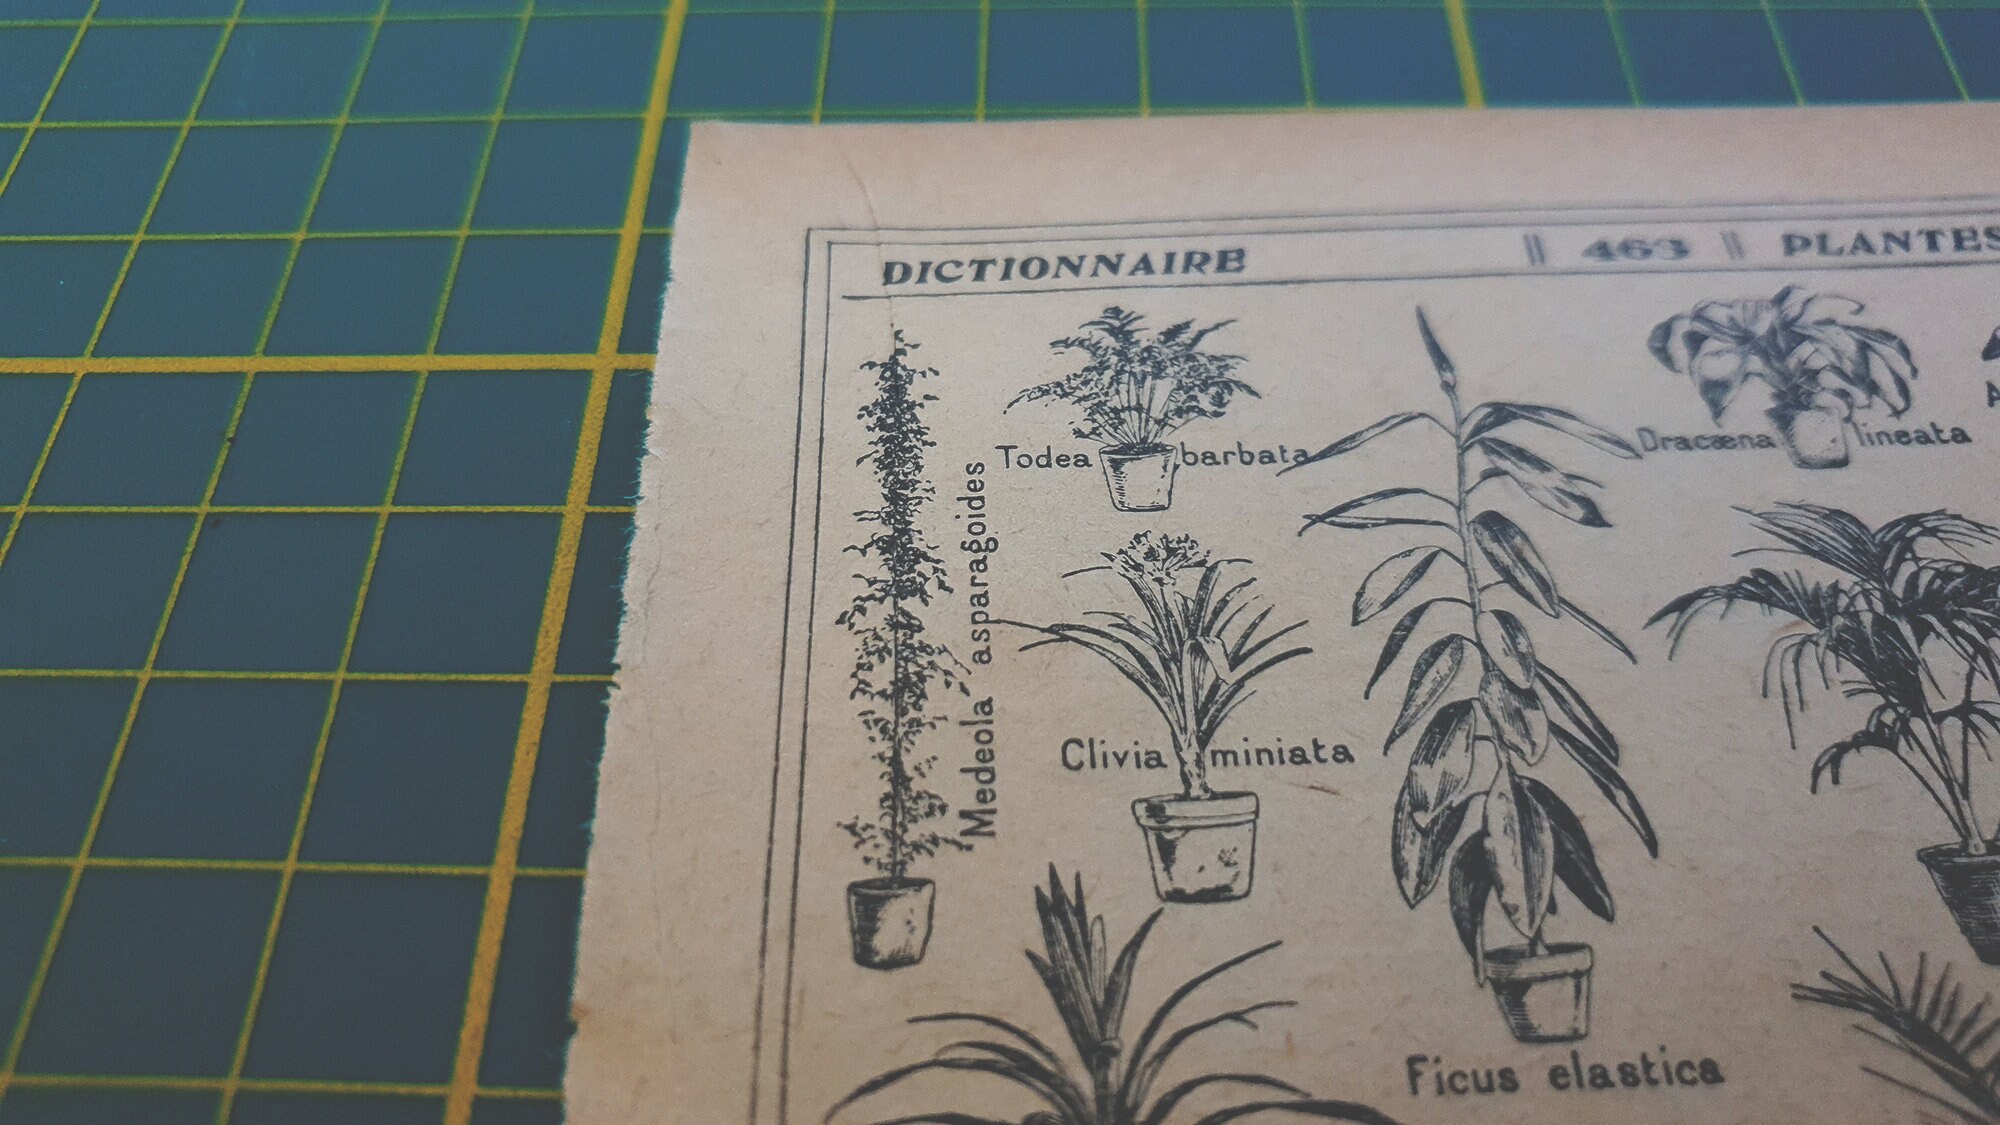 DICTIONNAIRE || 463 || PLANTES
Todea barbata
Dracæna lineata
Medeola asparagoides
Clivia miniata
Ficus elastica